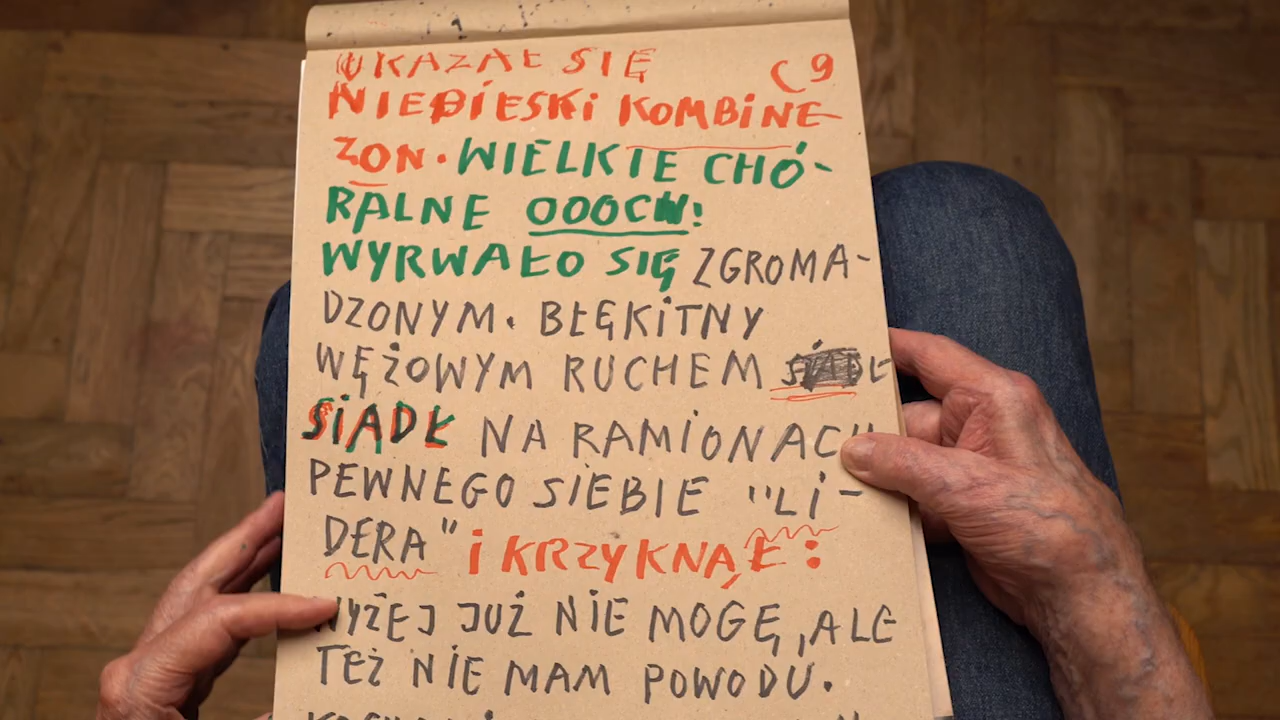 UKAZAŁ SIĘ (9
NIEBIESKI KOMBINE
ZON. WIELKIE CHÓ-
RALNE OOOCH!
WYRWAŁO SIĘ ZGROMA-
DZONYM. BŁĘKITNY
WĘŻOWYM RUCHEM
SIADŁ NA RAMIONACH
PEWNEGO SIEBIE "LI-
DERA" I KRZYKNĄŁ:
WYŻEJ JUŻ NIE MOGĘ, ALE
TEŻ NIE MAM POWODU.